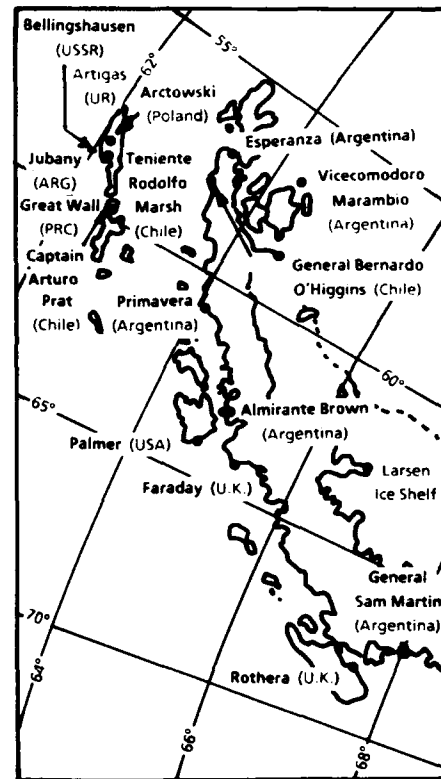 Bellingshausen
(USSR)
Artigas
(UR)
62°
55°
Arctowski
(Poland)
Esperanza (Argentina)
Jubany
(ARG)
Teniente
Rodolfo
Marsh
(Chile)
Vicecomodoro
Marambio
(Argentina)
Great Wall
(PRC)
Captain
Arturo
Prat
(Chile)
General Bernardo
O'Higgins (Chile)
Primavera
(Argentina)
60°
65°
Almirante Brown
(Argentina)
Palmer (USA)
Larsen
Ice Shelf
Faraday (U.K.)
General
Sam Martin
(Argentina)
70°
64°
Rothera (U.K.)
66°
68°